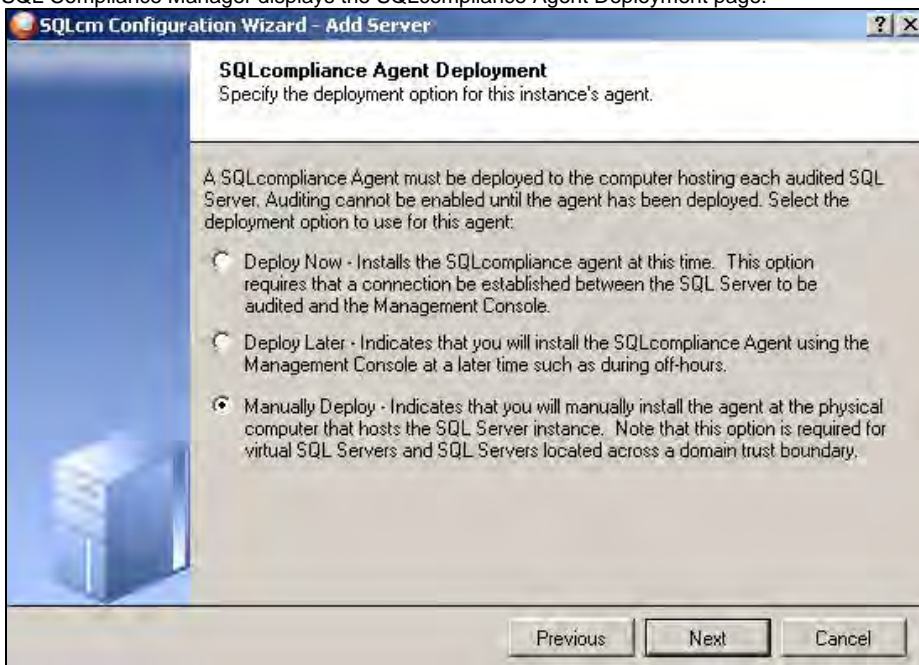 SQL Compliance Manager displays the SQLcompliance Agent Deployment page.
SQLcm Configuration Wizard - Add Server
SQLcompliance Agent Deployment
Specify the deployment option for this instance's agent.
A SQLcompliance Agent must be deployed to the computer hosting each audited SQL
Server. Auditing cannot be enabled until the agent has been deployed. Select the
deployment option to use for this agent:
Deploy Now - Installs the SQLcompliance agent at this time. This option
requires that a connection be established between the SQL Server to be
audited and the Management Console.
Deploy Later - Indicates that you will install the SQLcompliance Agent using the
Management Console at a later time such as during off-hours.
Manually Deploy - Indicates that you will manually install the agent at the physical
computer that hosts the SQL Server instance. Note that this option is required for
virtual SQL Servers and SQL Servers located across a domain trust boundary.
Previous Next Cancel